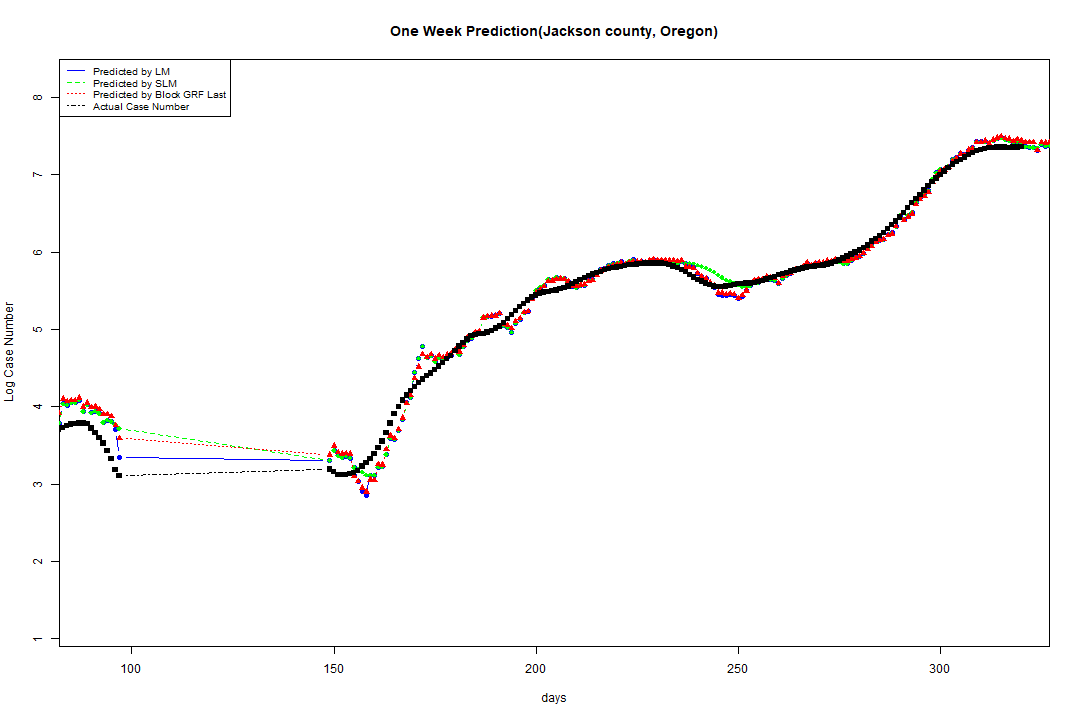 One Week Prediction(Jackson county, Oregon)
Predicted by LM
Predicted by SLM
Predicted by Block GRF Last
Actual Case Number
8
7
6
5
4
3
2
1
Log Case Number
100 150 200 250 300
days